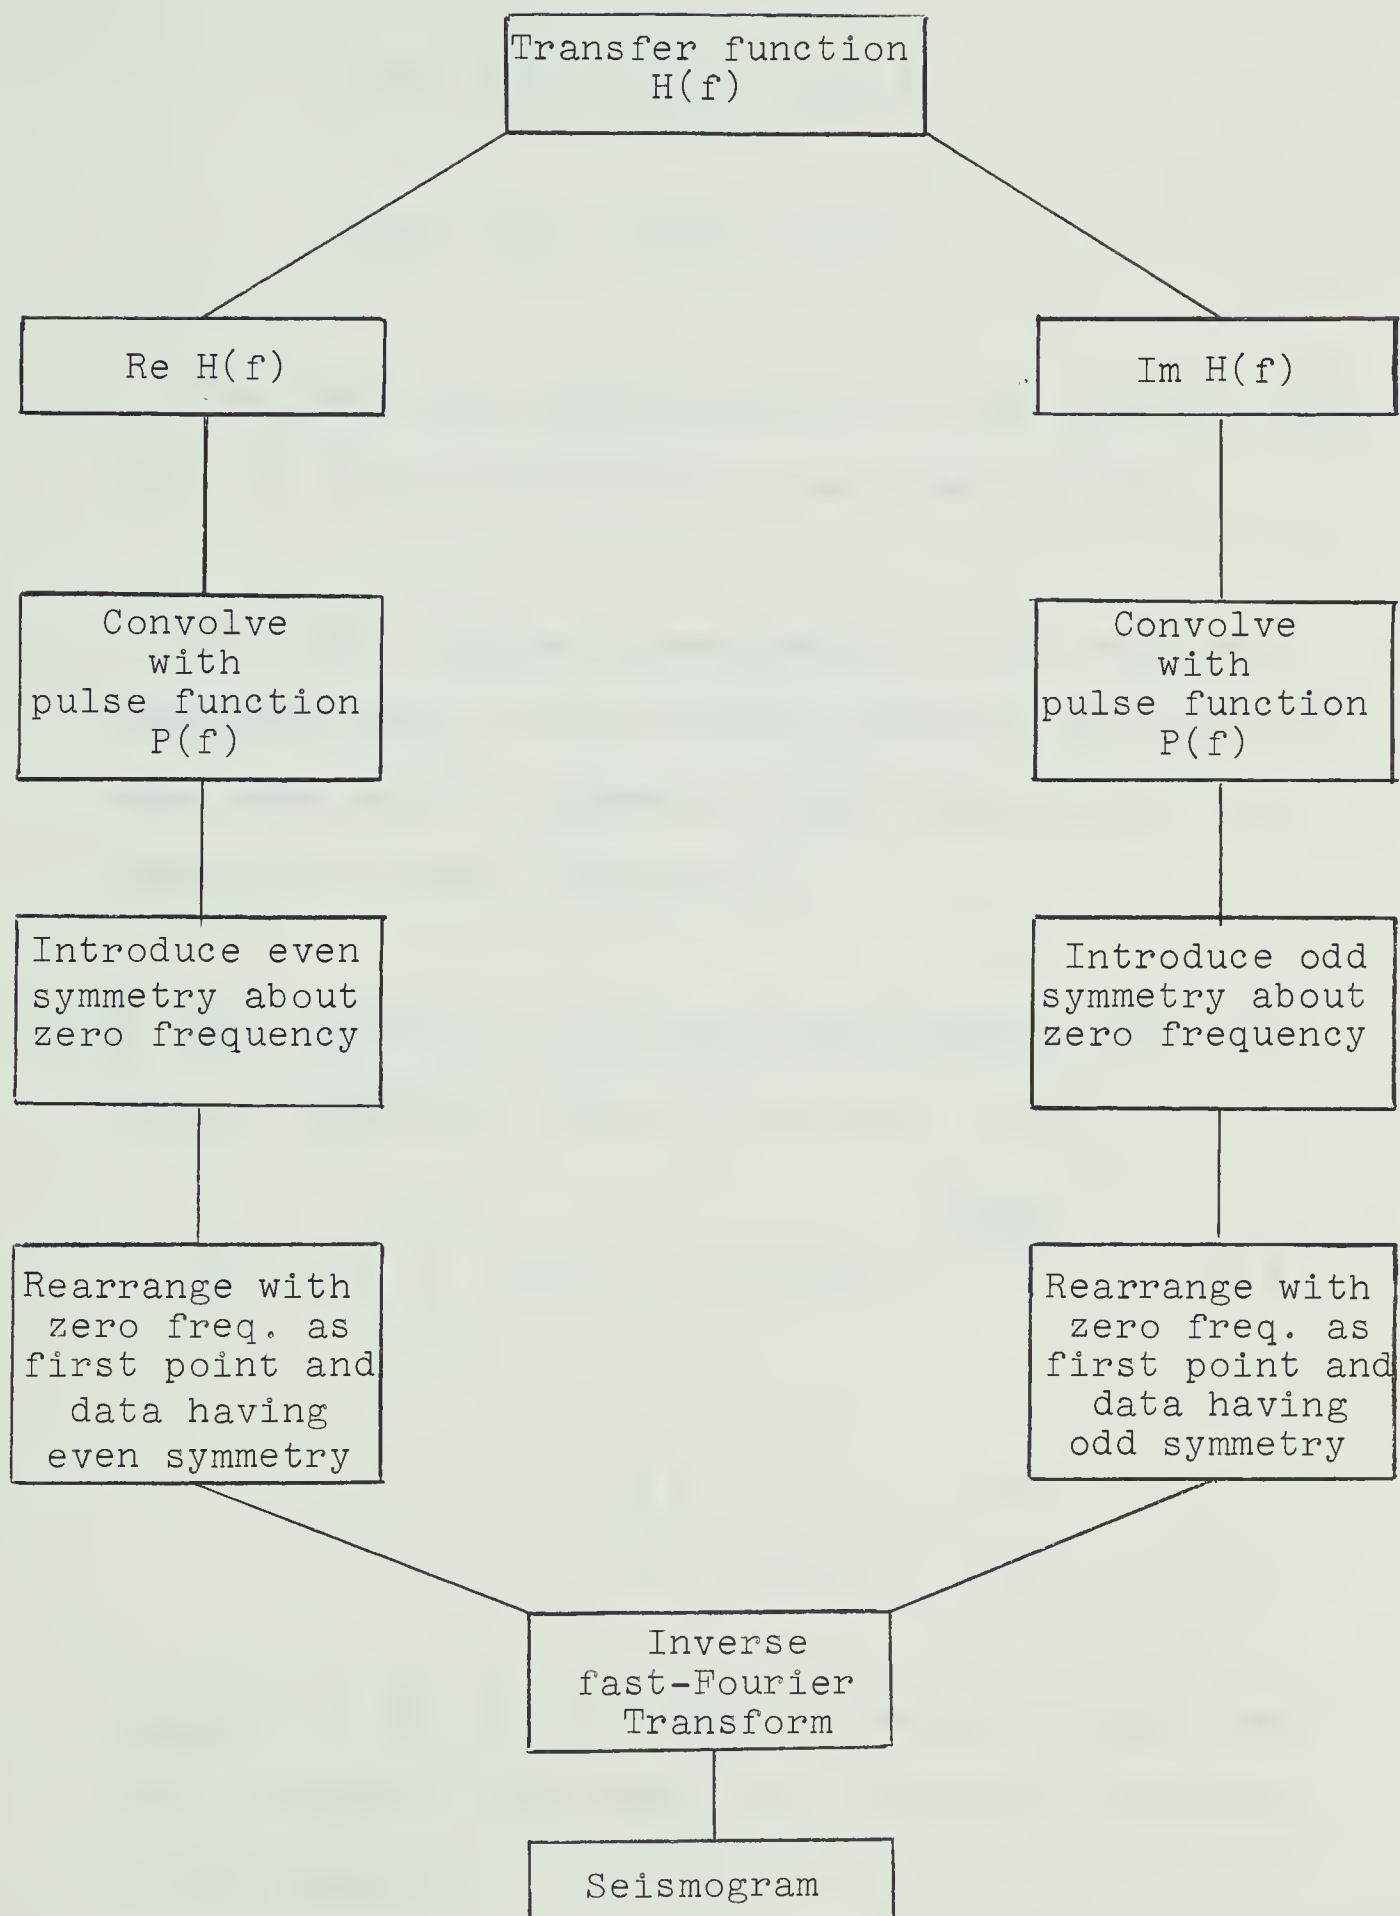 Transfer function
H(f)
Re H(f)
Im H(f)
Convolve
with
pulse function
P(f)
Convolve
with
pulse function
P(f)
Introduce even
symmetry about
zero frequency
Introduce odd
symmetry about
zero frequency
Rearrange with
zero freq. as
first point and
data having
even symmetry
Rearrange with
zero freq. as
first point and
data having
odd symmetry
Inverse
fast-Fourier
Transform
Seismogram